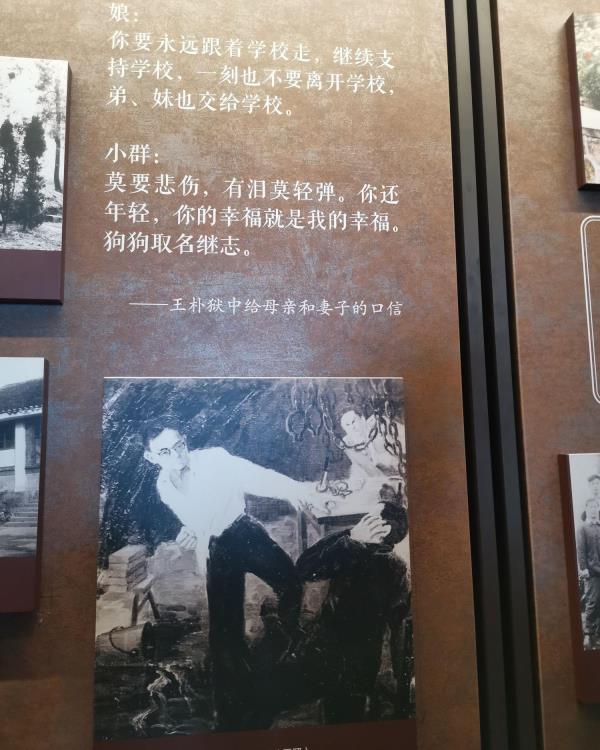 娘：
你要永远跟着学校走，继续支
持学校，一刻也不要离开学校，
弟、妹也交给学校。
小群：
莫要悲伤，有泪莫轻弹。你还
年轻，你的幸福就是我的幸福。
狗狗取名继志。
——王朴狱中给母亲和妻子的口信